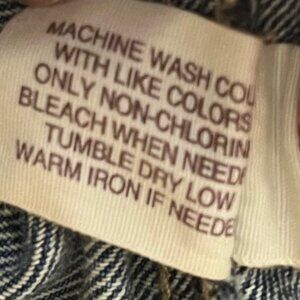 MACHINE WASH COL
WITH LIKE COLORS
ONLY NON-CHLORIN
BLEACH WHEN NEEDE
TUMBLE DRY LOW
WARM IRON IF NEEDE